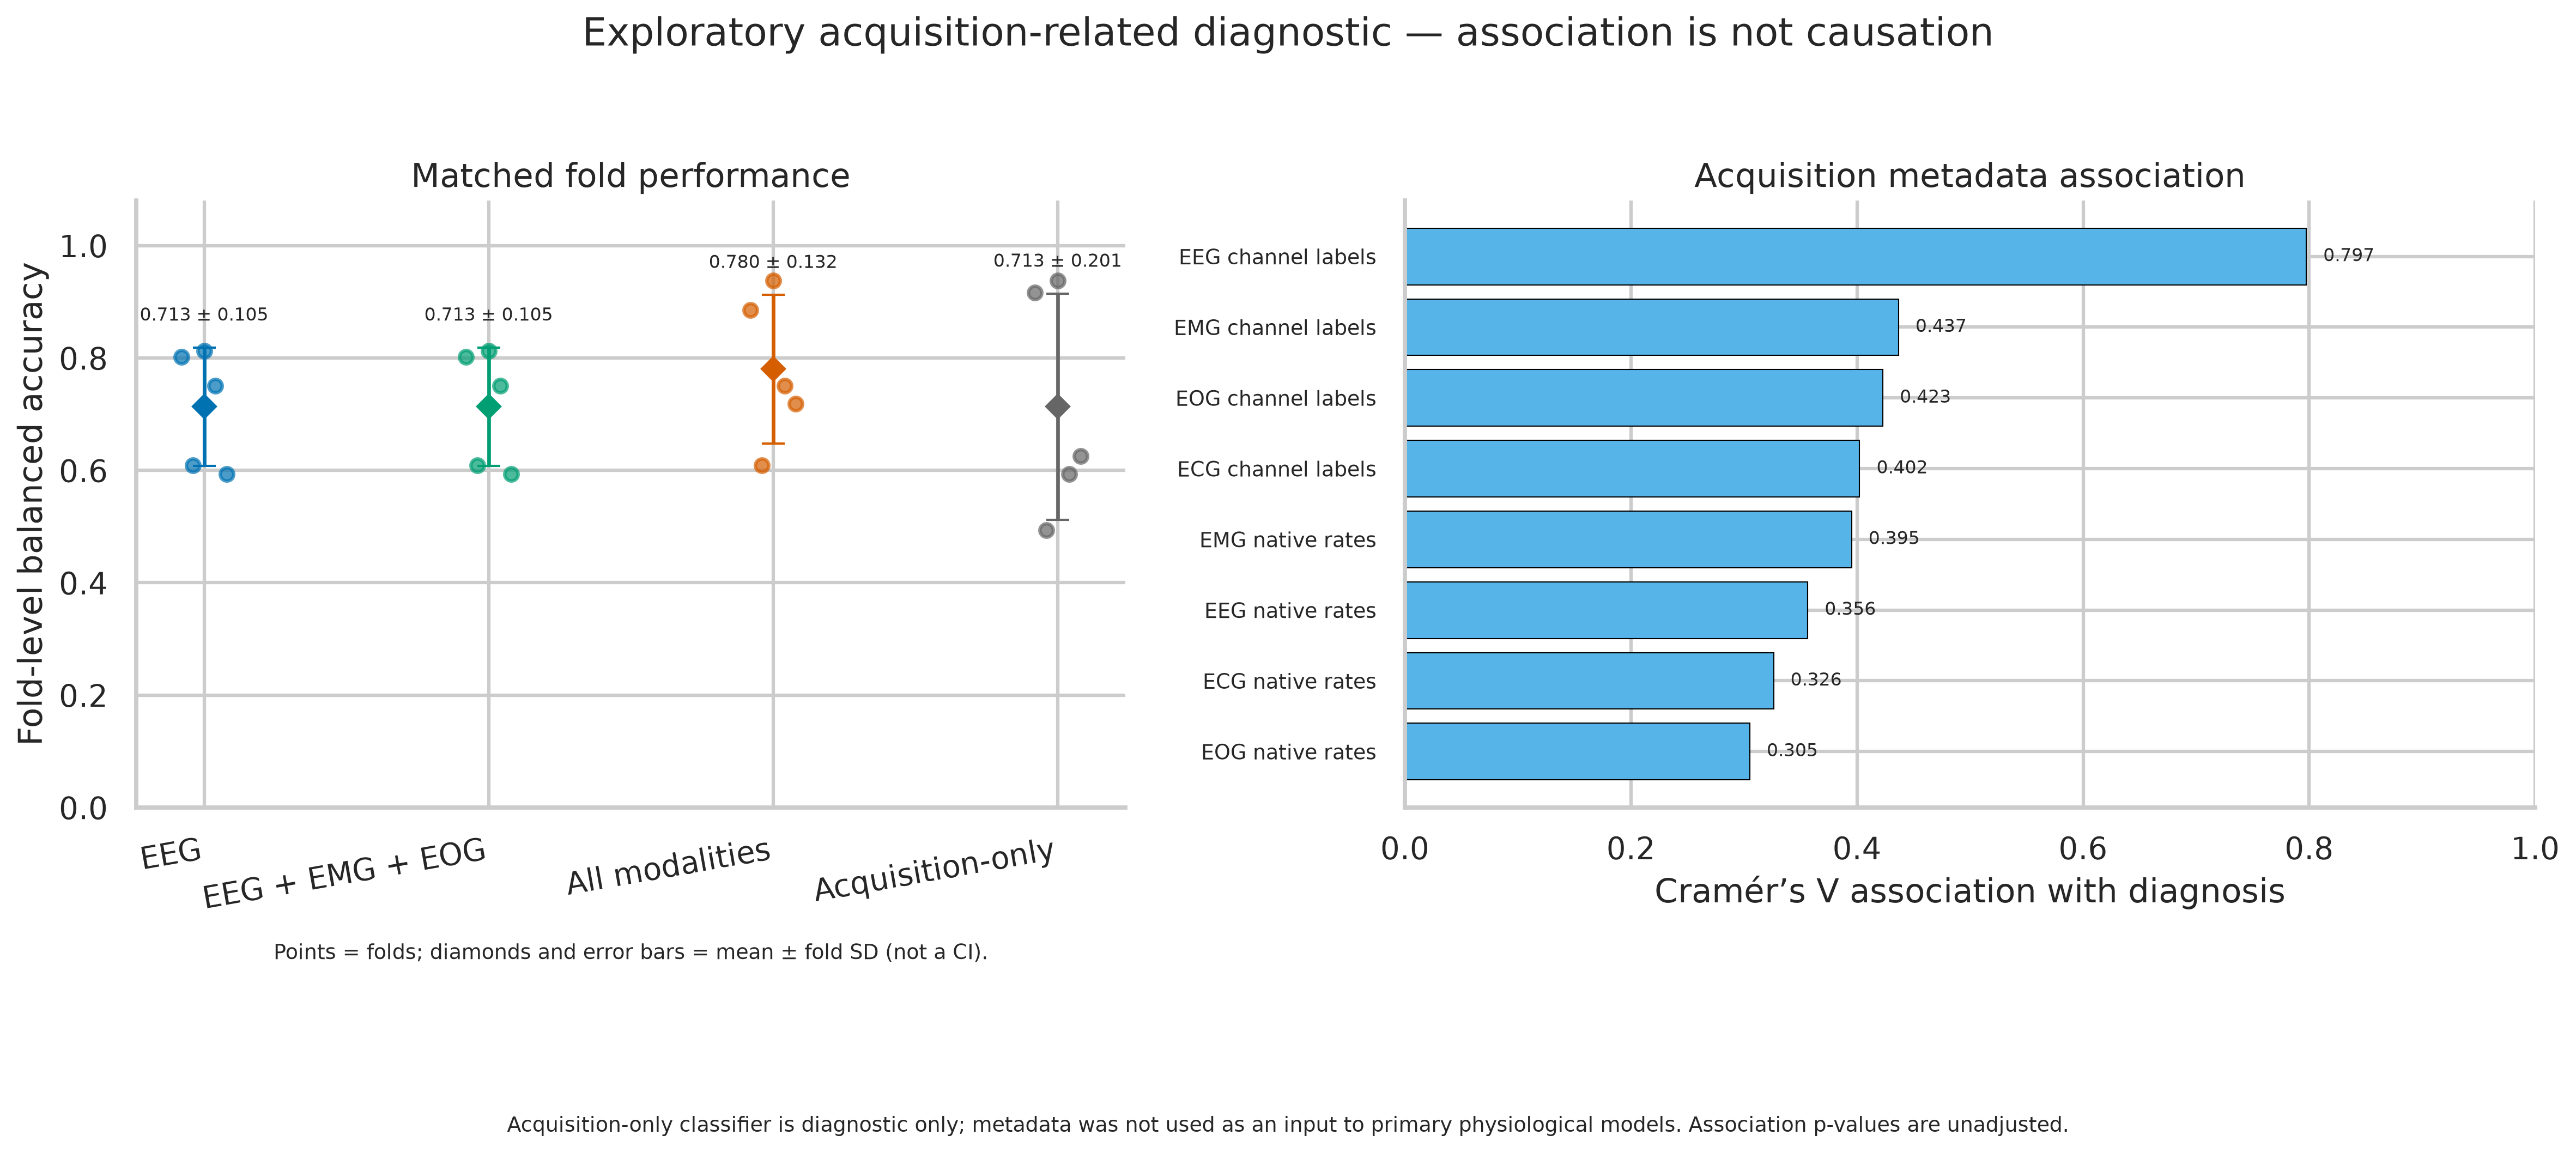 Exploratory acquisition-related diagnostic — association is not causation
Matched fold performance
Fold-level balanced accuracy
1.0
0.8
0.6
0.4
0.2
0.0
0.713 ± 0.105
0.713 ± 0.105
0.780 ± 0.132
0.713 ± 0.201
EEG
EEG + EMG + EOG
All modalities
Acquisition-only
Points = folds; diamonds and error bars = mean ± fold SD (not a CI).
Acquisition metadata association
EEG channel labels
0.797
EMG channel labels
0.437
EOG channel labels
0.423
ECG channel labels
0.402
EMG native rates
0.395
EEG native rates
0.356
ECG native rates
0.326
EOG native rates
0.305
0.0
0.2
0.4
0.6
0.8
1.0
Cramér’s V association with diagnosis
Acquisition-only classifier is diagnostic only; metadata was not used as an input to primary physiological models. Association p-values are unadjusted.